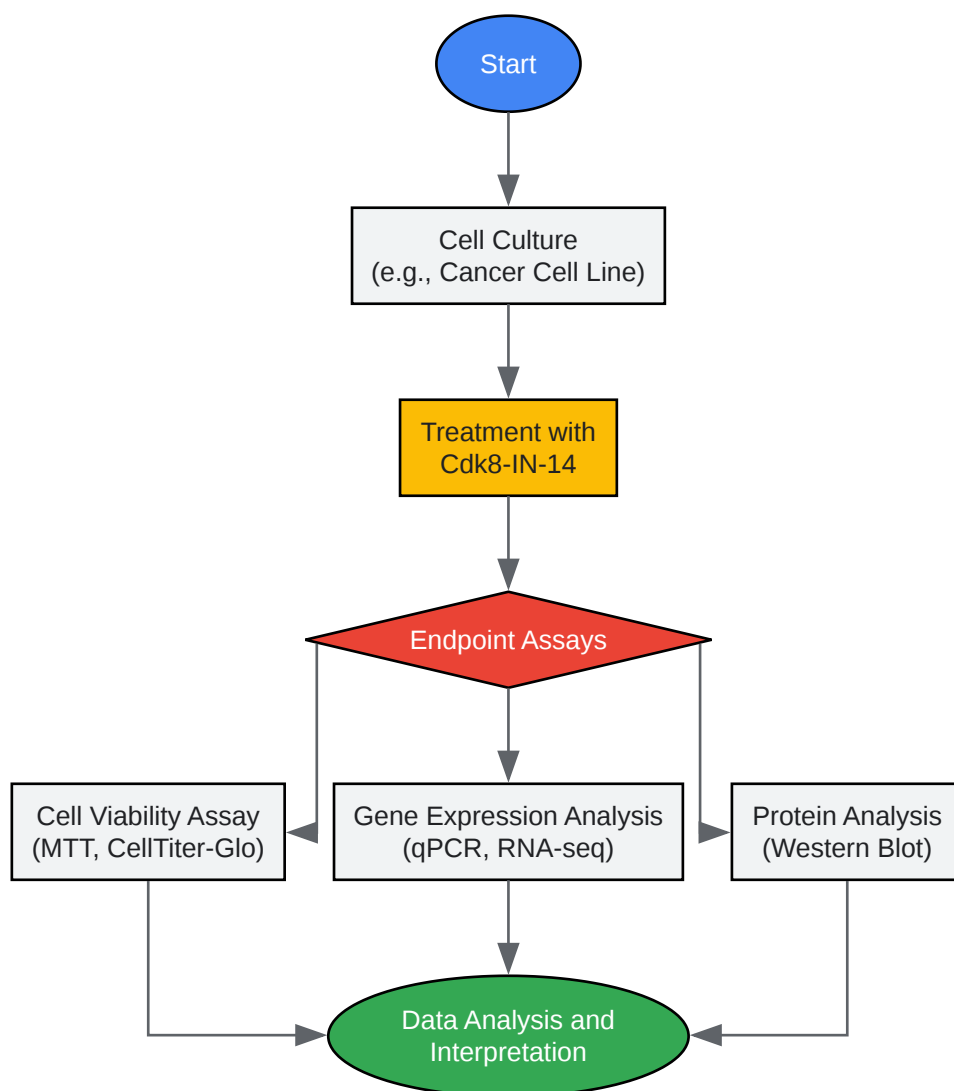 Start
Cell Culture
(e.g., Cancer Cell Line)
Treatment with
Cdk8-IN-14
Endpoint Assays
Cell Viability Assay
(MTT, CellTiter-Glo)
Gene Expression Analysis
(qPCR, RNA-seq)
Protein Analysis
(Western Blot)
Data Analysis and
Interpretation